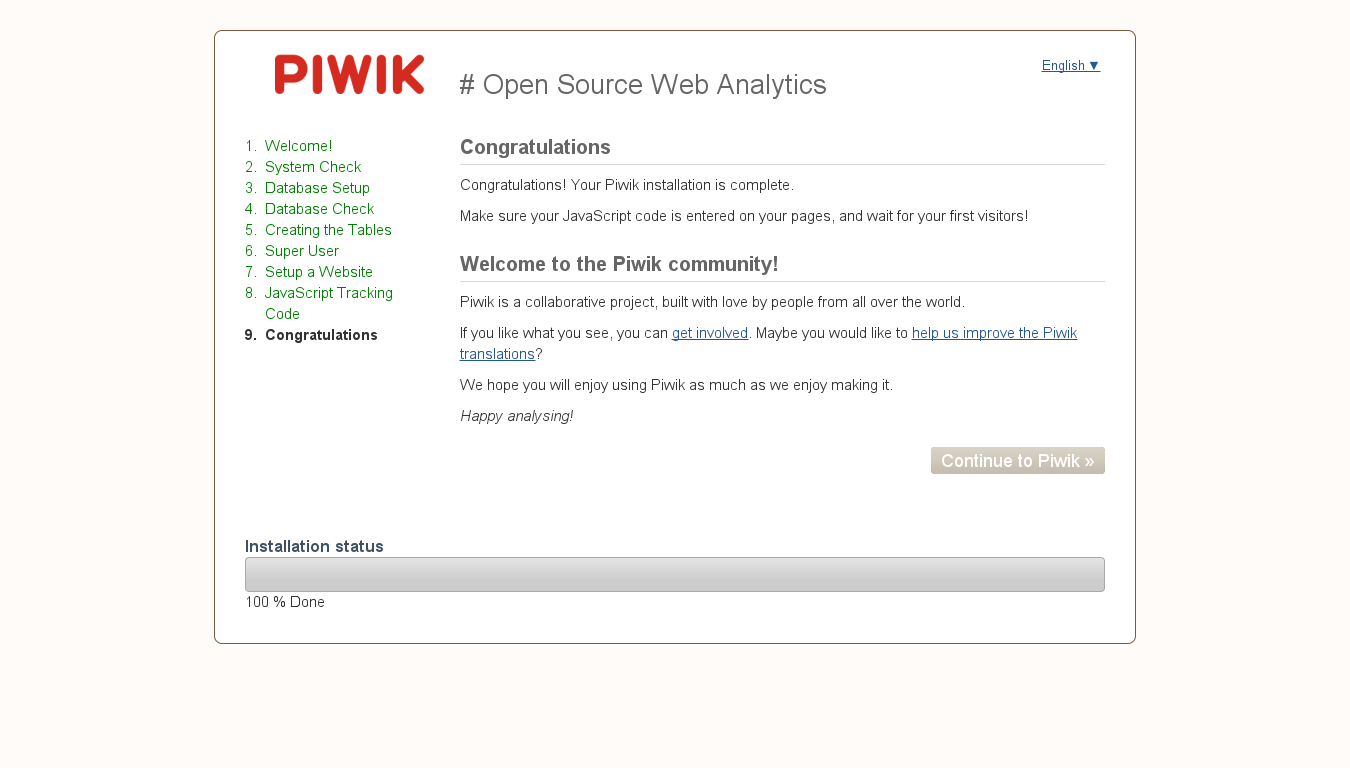 PIWIK
# Open Source Web Analytics
English ▼
1. Welcome!
2. System Check
3. Database Setup
4. Database Check
5. Creating the Tables
6. Super User
7. Setup a Website
8. JavaScript Tracking
Code
9. Congratulations
Congratulations
Congratulations! Your Piwik installation is complete.
Make sure your JavaScript code is entered on your pages, and wait for your first visitors!
Welcome to the Piwik community!
Piwik is a collaborative project, built with love by people from all over the world.
If you like what you see, you can get involved. Maybe you would like to help us improve the Piwik
translations?
We hope you will enjoy using Piwik as much as we enjoy making it.
Happy analysing!
Continue to Piwik »
Installation status
100 % Done